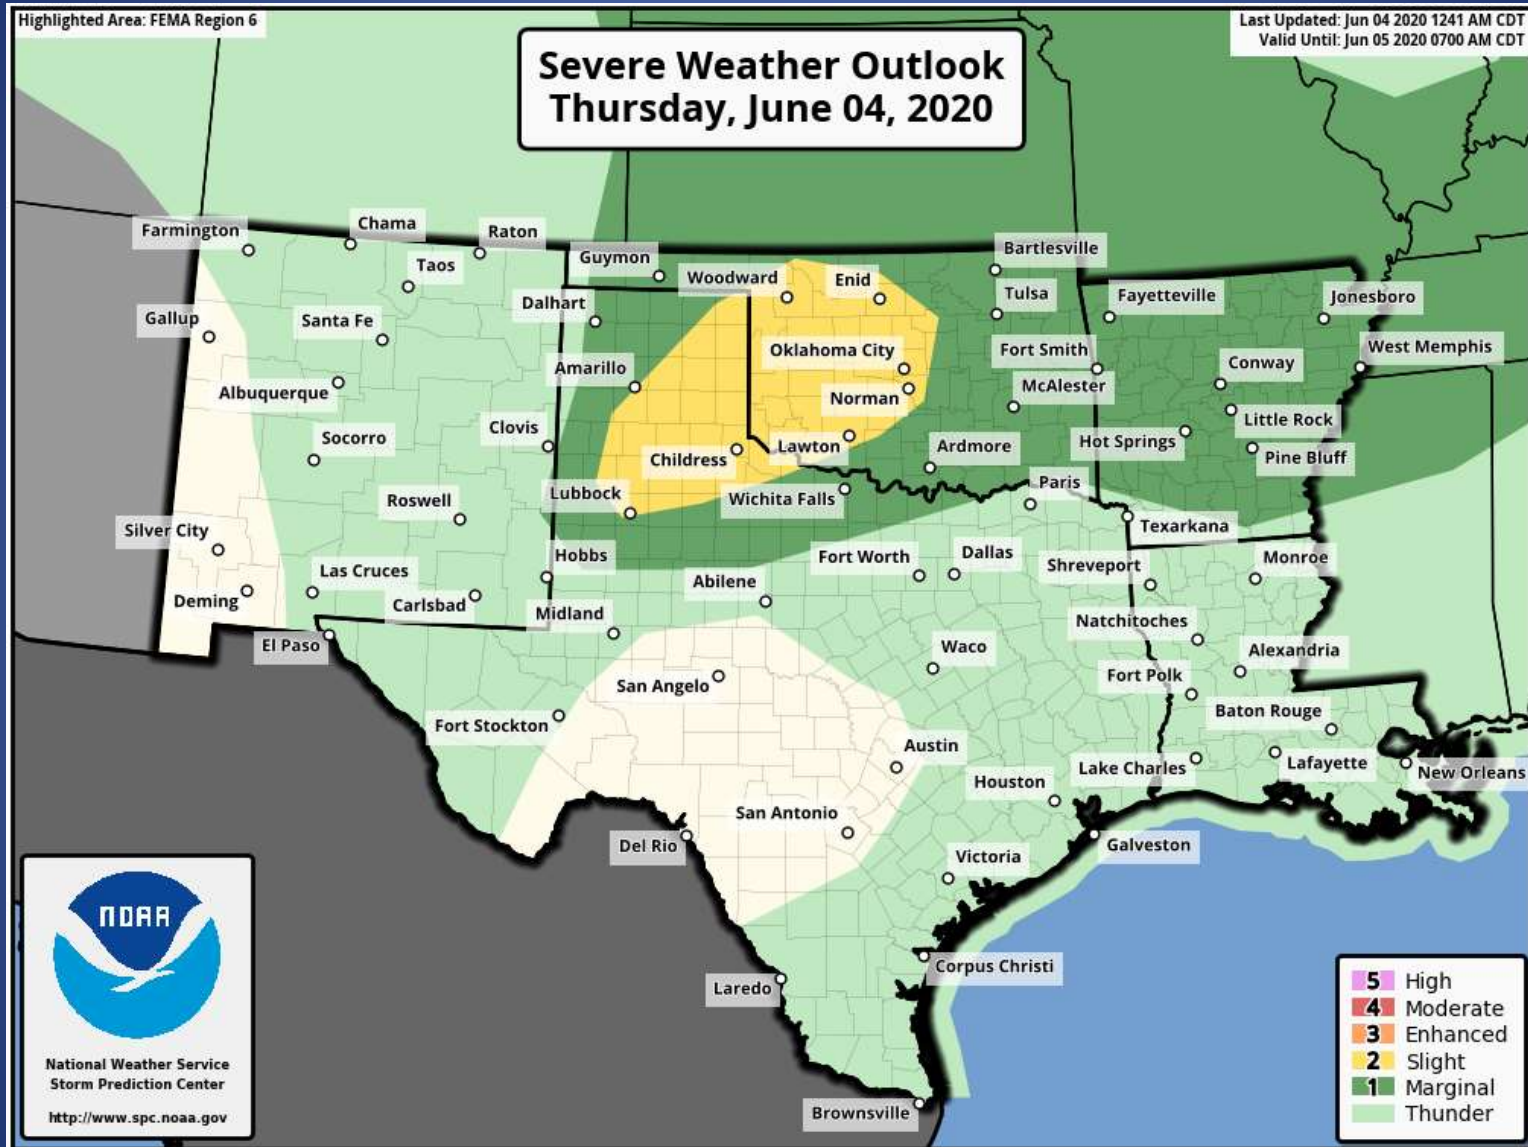 Highlighted Area: FEMA Region 6
Last Updated: Jun 04 2020 1241 AM CDT
Valid Until: Jun 05 2020 0700 AM CDT
Severe Weather Outlook
Thursday, June 04, 2020
Farmington
Chama
Raton
Taos
Guymon
Woodward
Enid
Bartlesville
Tulsa
Fayetteville
Jonesboro
Dalhart
Gallup
Santa Fe
Oklahoma City
Fort Smith
West Memphis
Amarillo
Conway
Albuquerque
Norman
McAlester
Little Rock
Socorro
Clovis
Childress
Lawton
Ardmore
Hot Springs
Pine Bluff
Roswell
Lubbock
Wichita Falls
Paris
Texarkana
Silver City
Hobbs
Fort Worth
Dallas
Shreveport
Monroe
Las Cruces
Abilene
Deming
Carlsbad
Midland
Natchitoches
El Paso
Waco
Alexandria
San Angelo
Fort Polk
Fort Stockton
Baton Rouge
Austin
Lake Charles
Lafayette
New Orleans
Houston
San Antonio
Del Rio
Galveston
Victoria
Corpus Christi
Laredo
Brownsville
NOAA
National Weather Service
Storm Prediction Center
http://www.spc.noaa.gov
5 High
4 Moderate
3 Enhanced
2 Slight
1 Marginal
Thunder